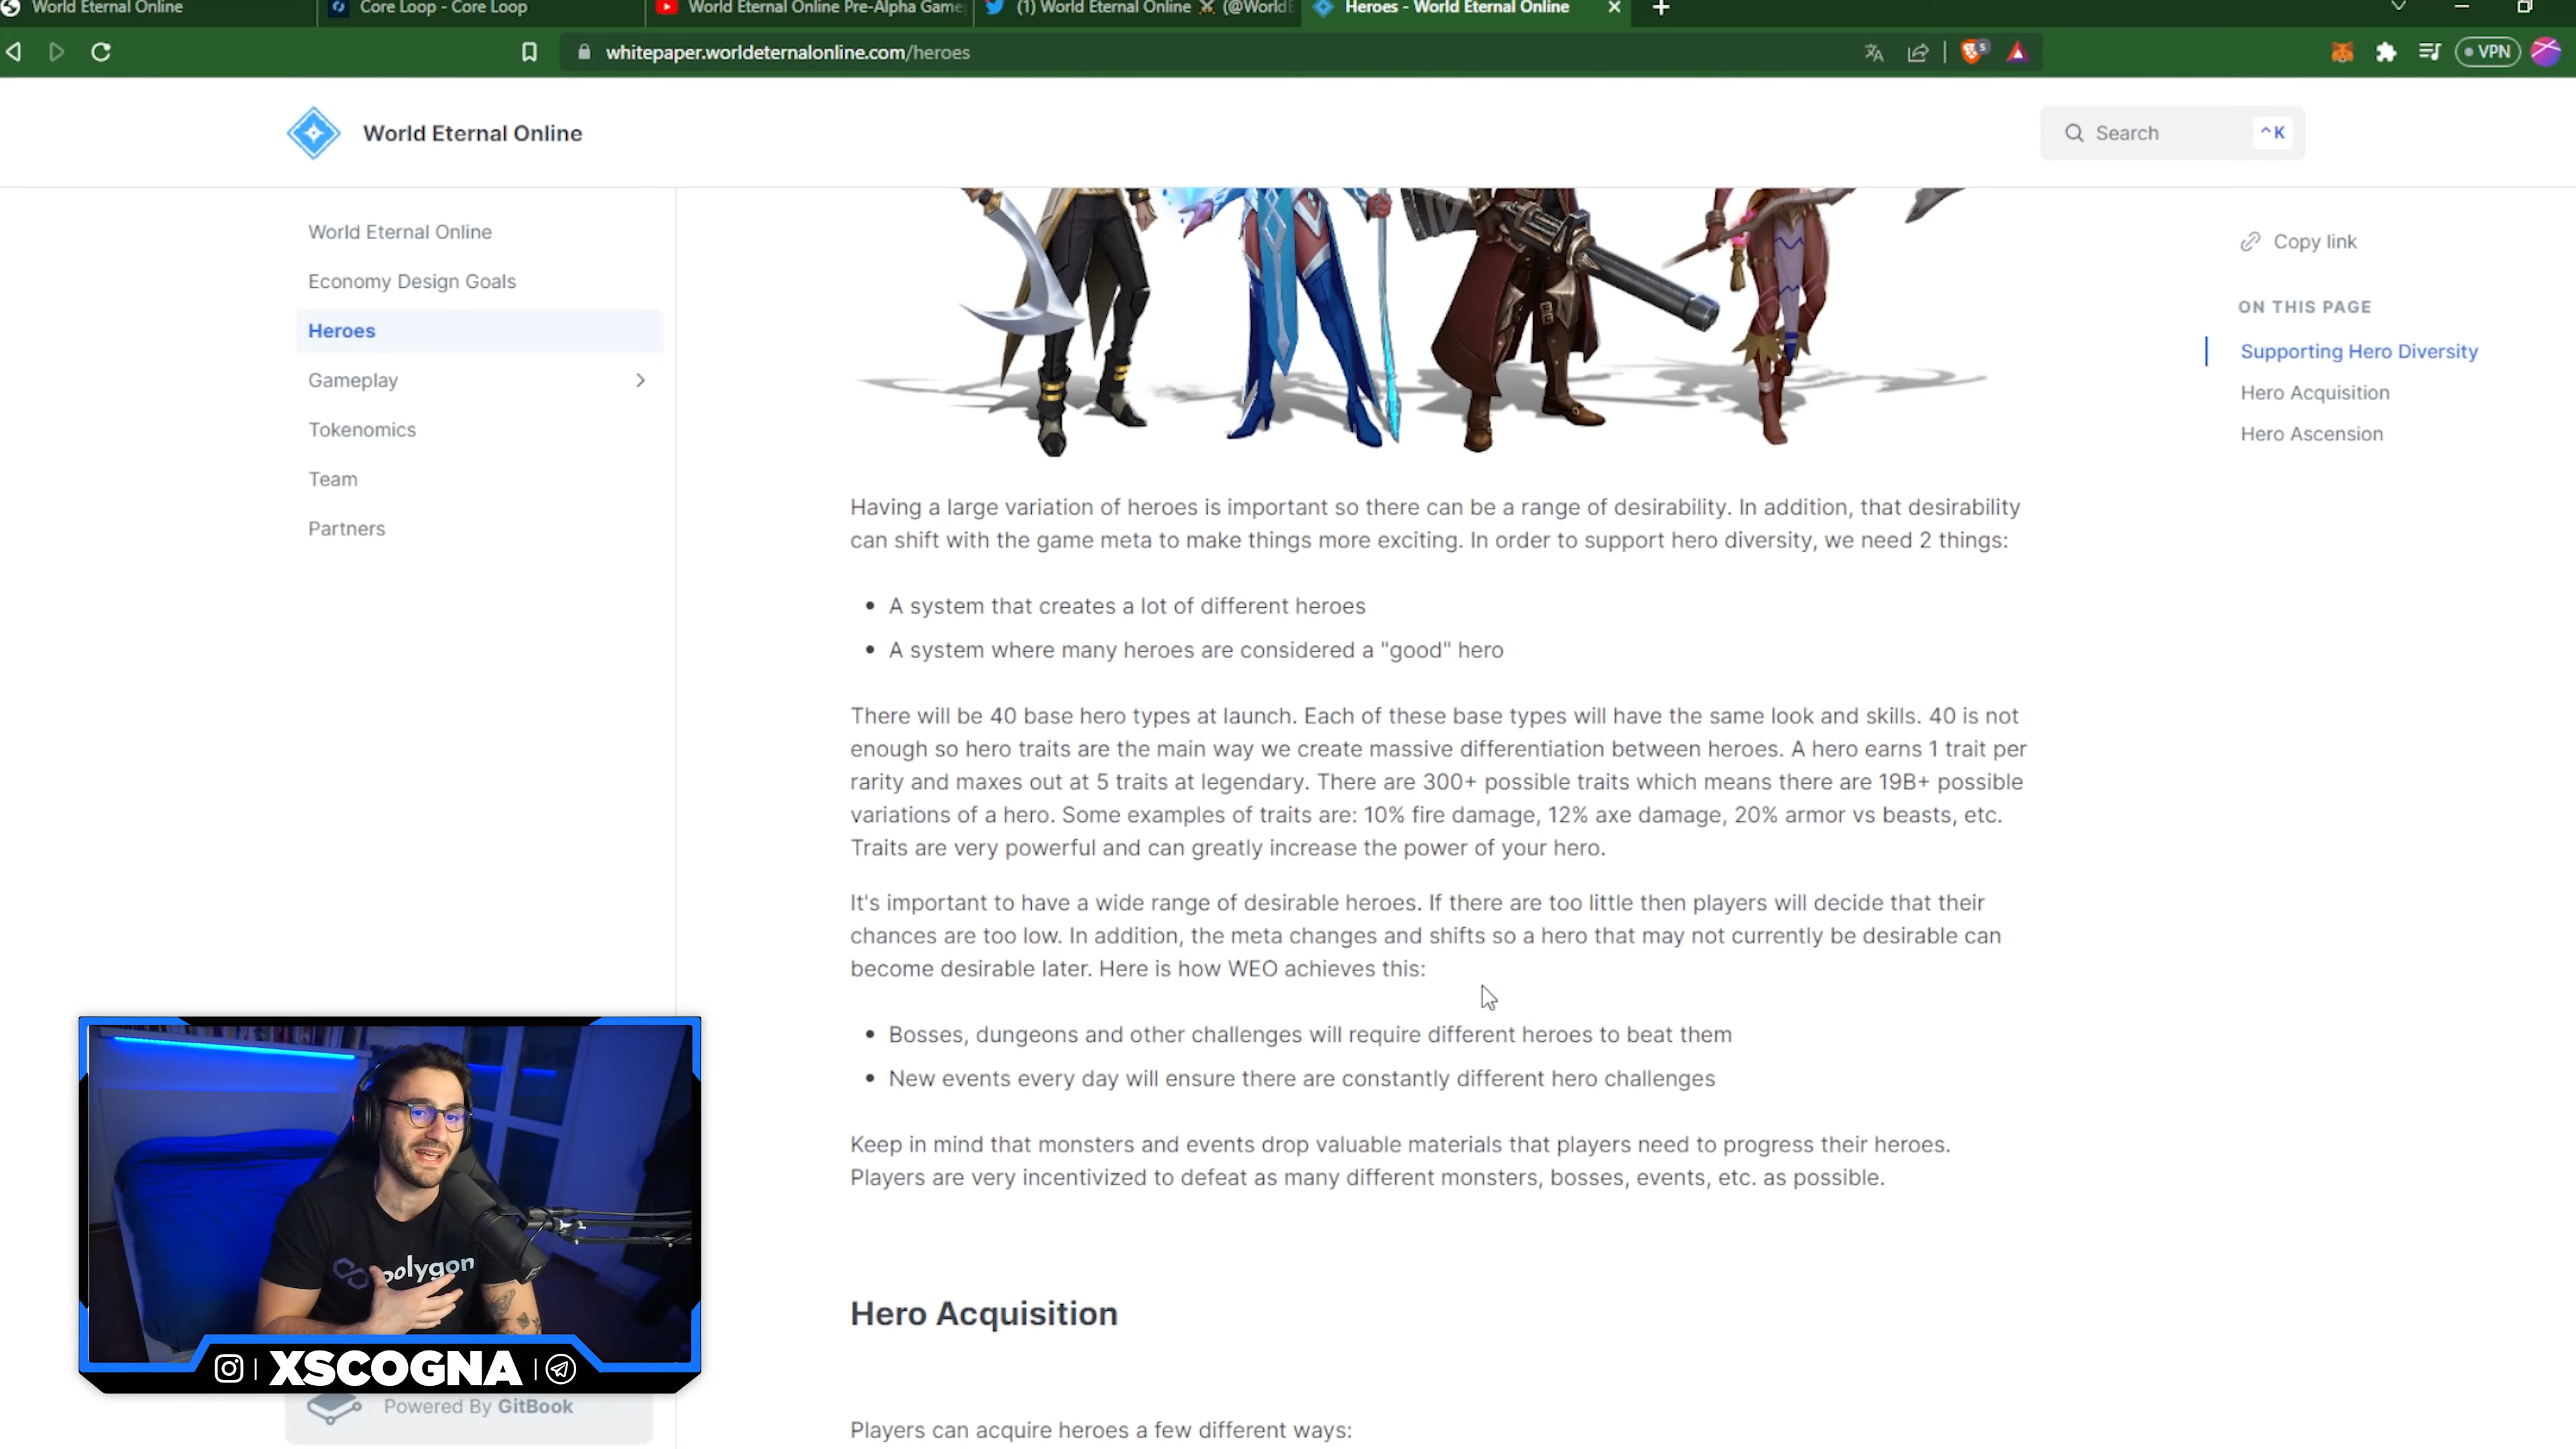 World Eternal Online
Core Loop - Core Loop
World Eternal Online Pre-Alpha Game
(1) World Eternal Online ⚔️ (@WorldE
Heroes - World Eternal Online
whitepaper.worldeternalonline.com/heroes
5
VPN
World Eternal Online
Search
^K
World Eternal Online
Economy Design Goals
Heroes
Gameplay
Tokenomics
Team
Partners
Copy link
ON THIS PAGE
Supporting Hero Diversity
Hero Acquisition
Hero Ascension
Having a large variation of heroes is important so there can be a range of desirability. In addition, that desirability
can shift with the game meta to make things more exciting. In order to support hero diversity, we need 2 things:
• A system that creates a lot of different heroes
• A system where many heroes are considered a "good" hero
There will be 40 base hero types at launch. Each of these base types will have the same look and skills. 40 is not
enough so hero traits are the main way we create massive differentiation between heroes. A hero earns 1 trait per
rarity and maxes out at 5 traits at legendary. There are 300+ possible traits which means there are 19B+ possible
variations of a hero. Some examples of traits are: 10% fire damage, 12% axe damage, 20% armor vs beasts, etc.
Traits are very powerful and can greatly increase the power of your hero.
It's important to have a wide range of desirable heroes. If there are too little then players will decide that their
chances are too low. In addition, the meta changes and shifts so a hero that may not currently be desirable can
become desirable later. Here is how WEO achieves this:
• Bosses, dungeons and other challenges will require different heroes to beat them
• New events every day will ensure there are constantly different hero challenges
Keep in mind that monsters and events drop valuable materials that players need to progress their heroes.
Players are very incentivized to defeat as many different monsters, bosses, events, etc. as possible.
Hero Acquisition
Players can acquire heroes a few different ways:
polygon
XSCOGNA
Powered By GitBook